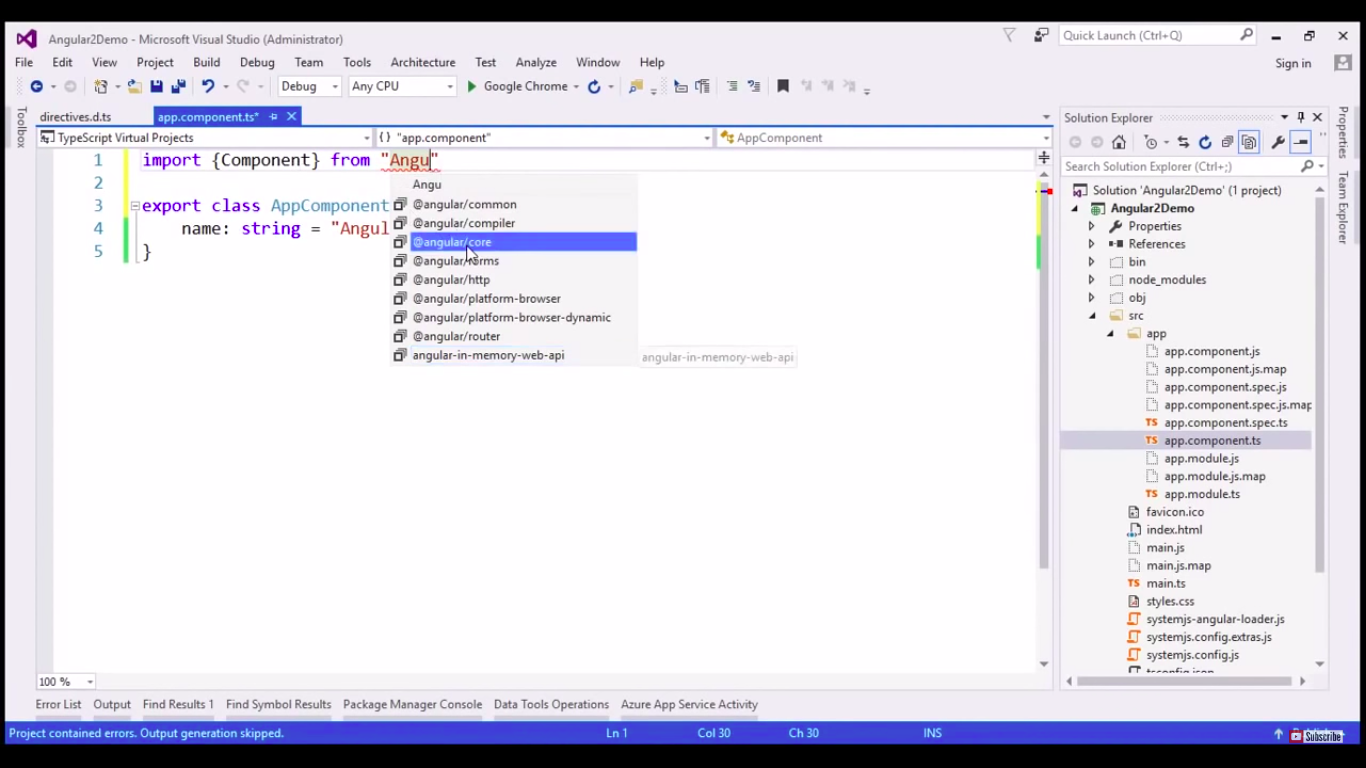 Angular2Demo - Microsoft Visual Studio (Administrator)
Quick Launch (Ctrl+Q)
File Edit View Project Build Debug Team Tools Architecture Test Analyze Window Help
Sign in
Debug Any CPU Google Chrome
Toolbox
directives.d.ts app.component.ts*
TypeScript Virtual Projects {} "app.component" AppComponent
1 import {Component} from "Angu"
2
3 export class AppComponent
4 name: string = "Angul
5 }
Angu
@angular/common
@angular/compiler
@angular/core
@angular/forms
@angular/http
@angular/platform-browser
@angular/platform-browser-dynamic
@angular/router
angular-in-memory-web-api
angular-in-memory-web-api
100 %
Solution Explorer
Search Solution Explorer (Ctrl+;)
Solution 'Angular2Demo' (1 project)
Angular2Demo
Properties
References
bin
node_modules
obj
src
app
app.component.js
app.component.js.map
app.component.spec.js
app.component.spec.js.map
TS app.component.spec.ts
TS app.component.ts
app.module.js
app.module.js.map
TS app.module.ts
favicon.ico
index.html
main.js
main.js.map
TS main.ts
styles.css
systemjs-angular-loader.js
systemjs.config.extras.js
systemjs.config.js
tsconfig.json
Properties
Team Explorer
Error List Output Find Results 1 Find Symbol Results Package Manager Console Data Tools Operations Azure App Service Activity
Project contained errors. Output generation skipped. Ln 1 Col 30 Ch 30 INS
Subscribe